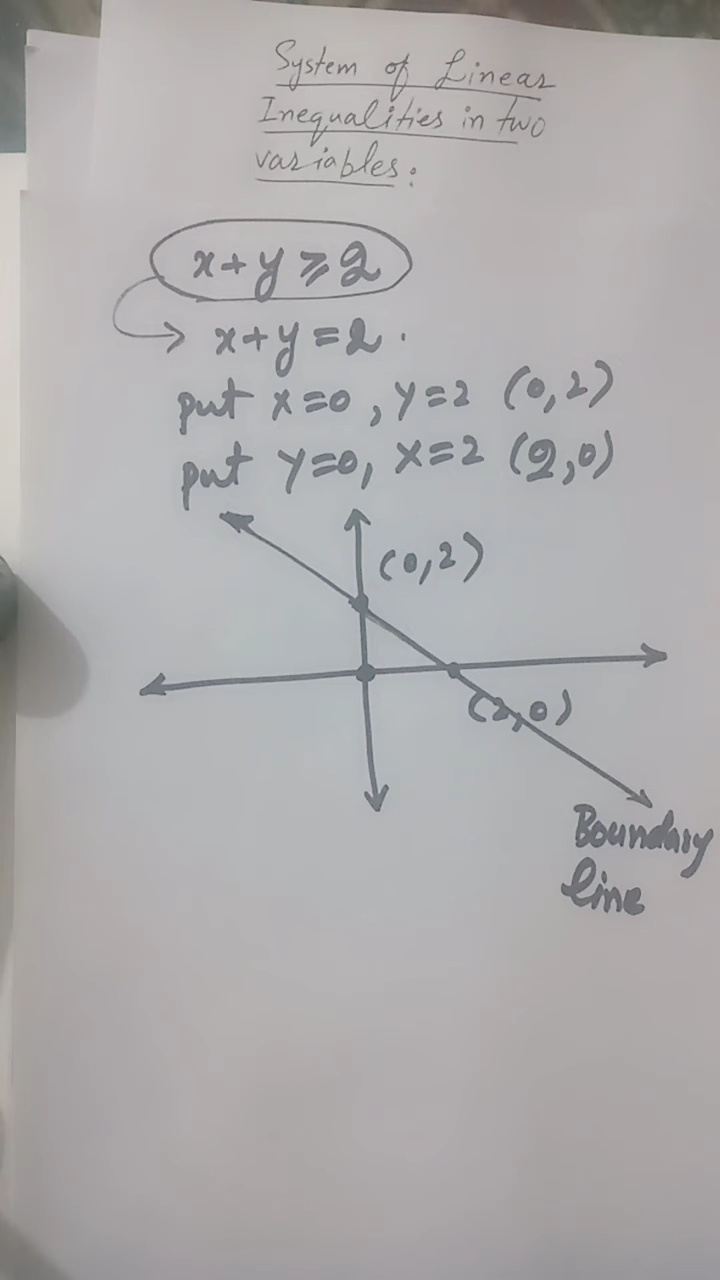 System of Linear
Inequalities in two
variables:
x+y ⩾ 2
x+y = 2.
put x=0, y=2 (0,2)
put y=0, x=2 (2,0)
(0,2)
(2,0)
Boundary
line